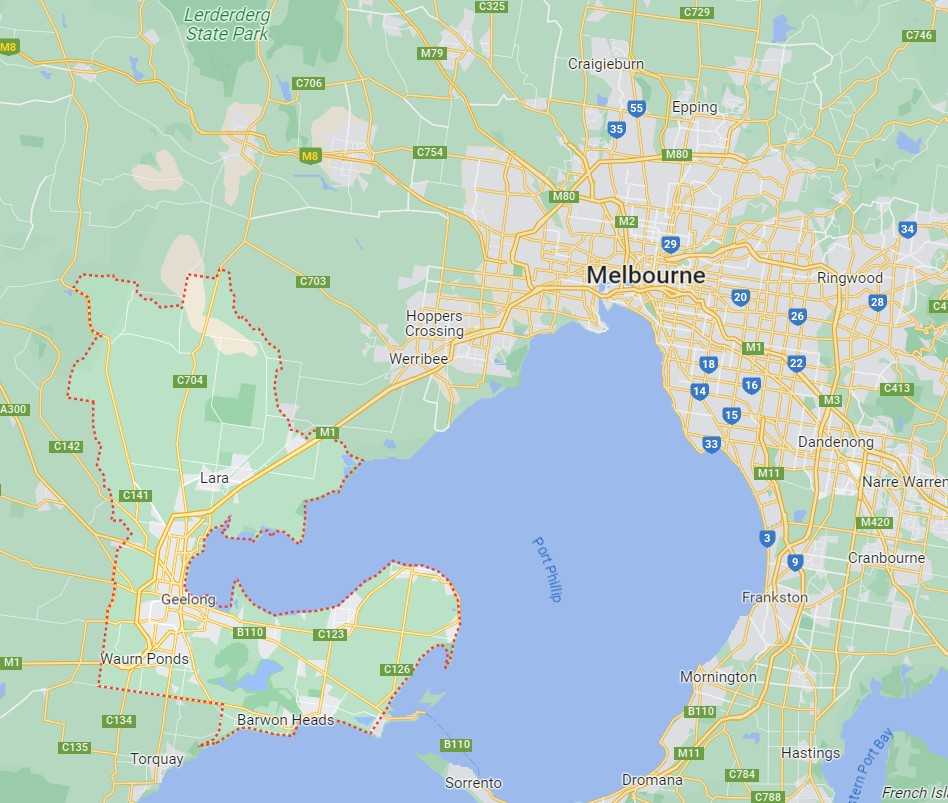 Lerderderg
State Park
C325
C729
M8
M79
C746
Craigieburn
C706
Epping
55
35
M8
C754
M80
M80
M2
34
29
Melbourne
Ringwood
C703
20
28
26
Hoppers
Crossing
M1
Werribee
18
22
C704
16
14
C413
M3
A300
15
M1
C142
33
Dandenong
M11
Lara
Narre Warren
C141
M420
3
Port Phillip
Cranbourne
9
Geelong
Frankston
B110
C123
M1
Waurn Ponds
C126
Mornington
C134
Barwon Heads
B110
C135
B110
M11
Hastings
Torquay
C784
Sorrento
Dromana
C788